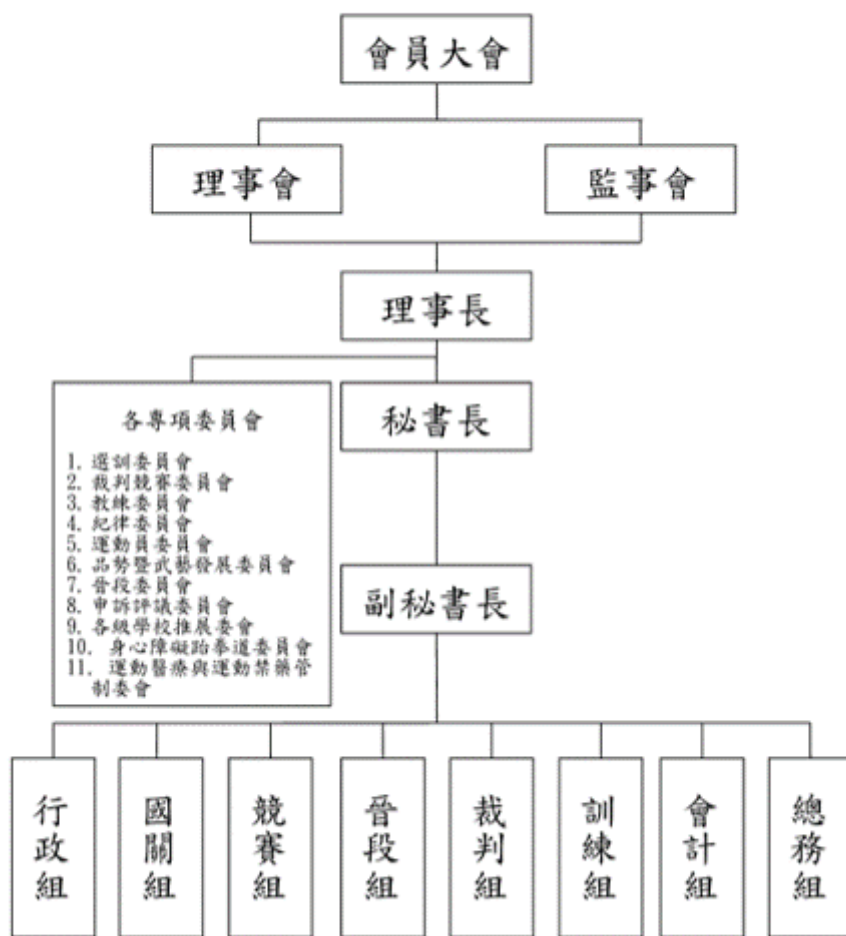 會員大會
理事會
監事會
理事長
各專項委員會
1. 選訓委員會
2. 裁判競賽委員會
3. 教練委員會
4. 紀律委員會
5. 運動員委員會
6. 品勢暨武藝發展委員會
7. 晉段委員會
8. 申訴評議委員會
9. 各級學校推展委會
10. 身心障礙跆拳道委員會
11. 運動醫療與運動禁藥管
制委會
秘書長
副秘書長
行政組
國關組
競賽組
晉段組
裁判組
訓練組
會計組
總務組